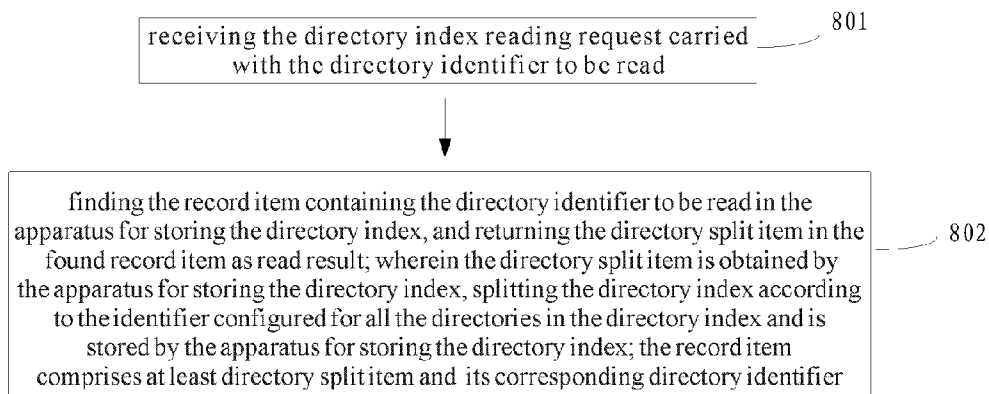 receiving the directory index reading request carried
with the directory identifier to be read
801
finding the record item containing the directory identifier to be read in the
apparatus for storing the directory index, and returning the directory split item in the
found record item as read result; wherein the directory split item is obtained by
the apparatus for storing the directory index, splitting the directory index according
to the identifier configured for all the directories in the directory index and is
stored by the apparatus for storing the directory index; the record item
comprises at least directory split item and its corresponding directory identifier
802